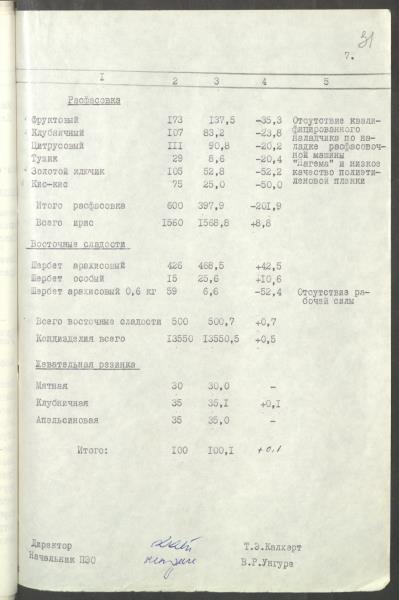 31
7.
I 2 3 4 5
Расфасовка
Фруктовый 173 137,5 -35,3 Отсутствие квали-
Клубничный 107 83,2 -23,8 фицированного
Цитрусовый III 90,8 -20,2 наладчика по на-
Тузик 29 8,6 -20,4 ладке расфасовоч-
Золотой ключик 105 52,8 -52,2 ной машины
Кис-кис 75 25,0 -50,0 "Нагема" и низкое
качество полиэти-
леновой пленки
Итого расфасовка 600 397,9 -201,9
Всего ирис 1560 1568,8 +8,8
Восточные сладости
Шербет арахисовый 426 468,5 +42,5
Шербет особый 15 25,6 +10,6
Шербет арахисовый 0,6 кг 59 6,6 -52,4 Отсутствие ра-
бочей силы
Всего восточные сладости 500 500,7 +0,7
Кондизделия всего 13550 13550,5 +0,5
Жевательная резинка
Мятная 30 30,0 -
Клубничная 35 35,1 +0,1
Апельсиновая 35 35,0 -
Итого: 100 100,1 +0,1
Директор Т.Э.Калкерт
Начальник ПЭО В.Р.Унгура